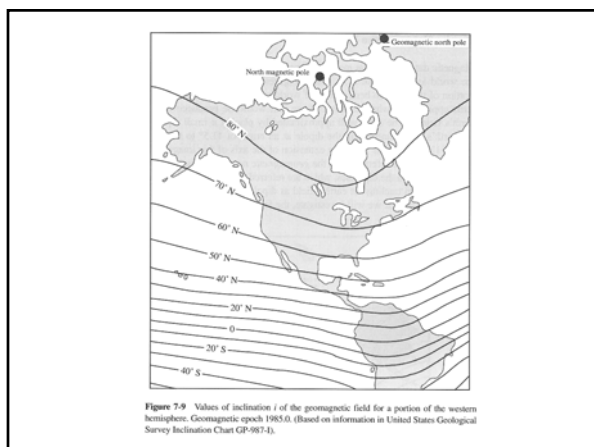 Geomagnetic north pole
North magnetic pole
80° N
70° N
60° N
50° N
40° N
20° N
0
20° S
40° S
Figure 7-9 Values of inclination i of the geomagnetic field for a portion of the western
hemisphere. Geomagnetic epoch 1985.0. (Based on information in United States Geological
Survey Inclination Chart GP-987-I).